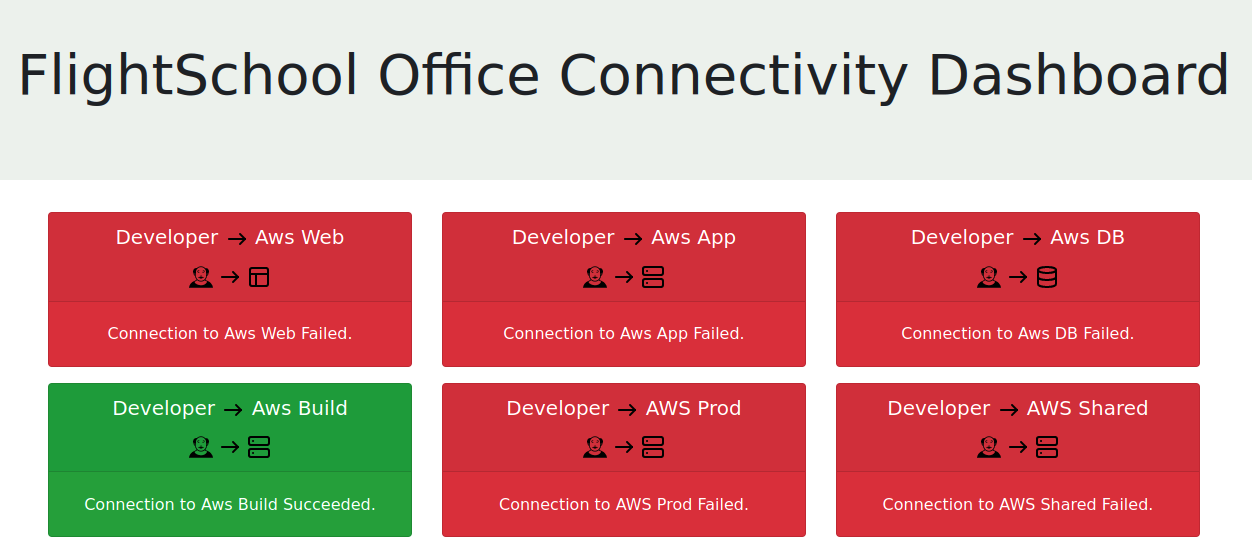 FlightSchool Office Connectivity Dashboard
Developer → Aws Web
Connection to Aws Web Failed.
Developer → Aws App
Connection to Aws App Failed.
Developer → Aws DB
Connection to Aws DB Failed.
Developer → Aws Build
Connection to Aws Build Succeeded.
Developer → AWS Prod
Connection to AWS Prod Failed.
Developer → AWS Shared
Connection to AWS Shared Failed.